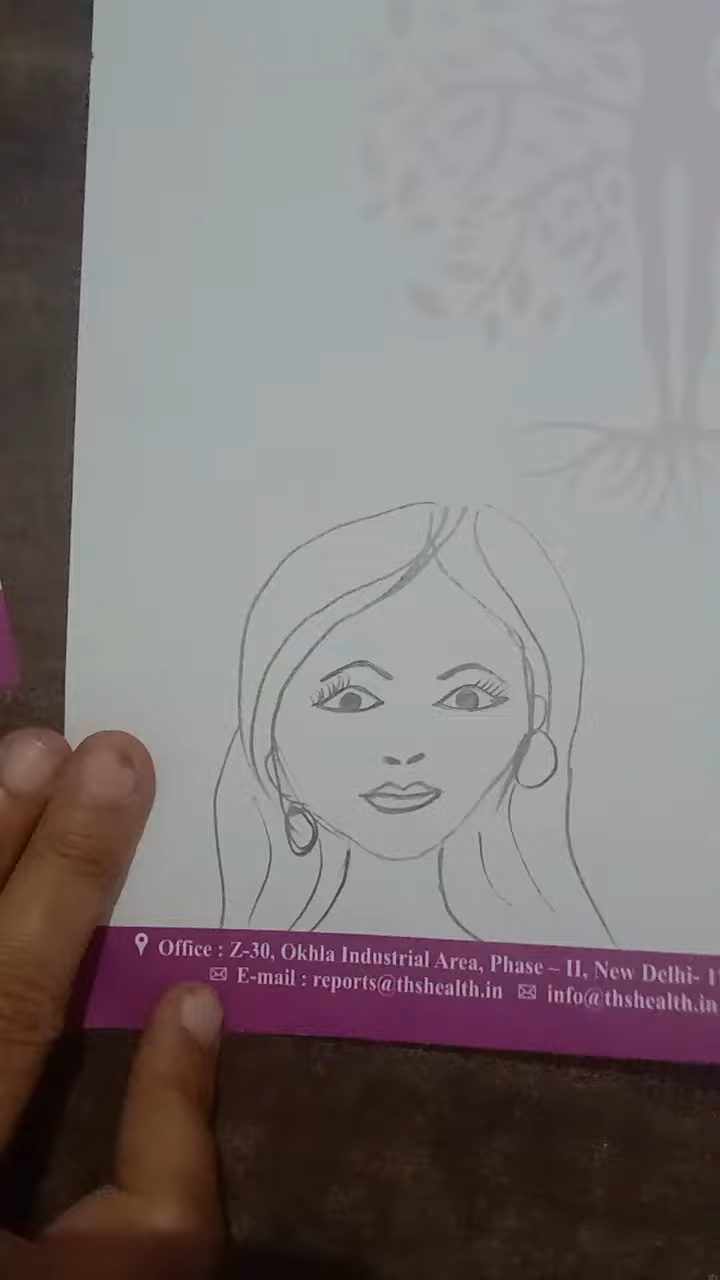 Office : Z-30, Okhla Industrial Area, Phase – II, New Delhi-
E-mail : reports@thshealth.in info@thshealth.in